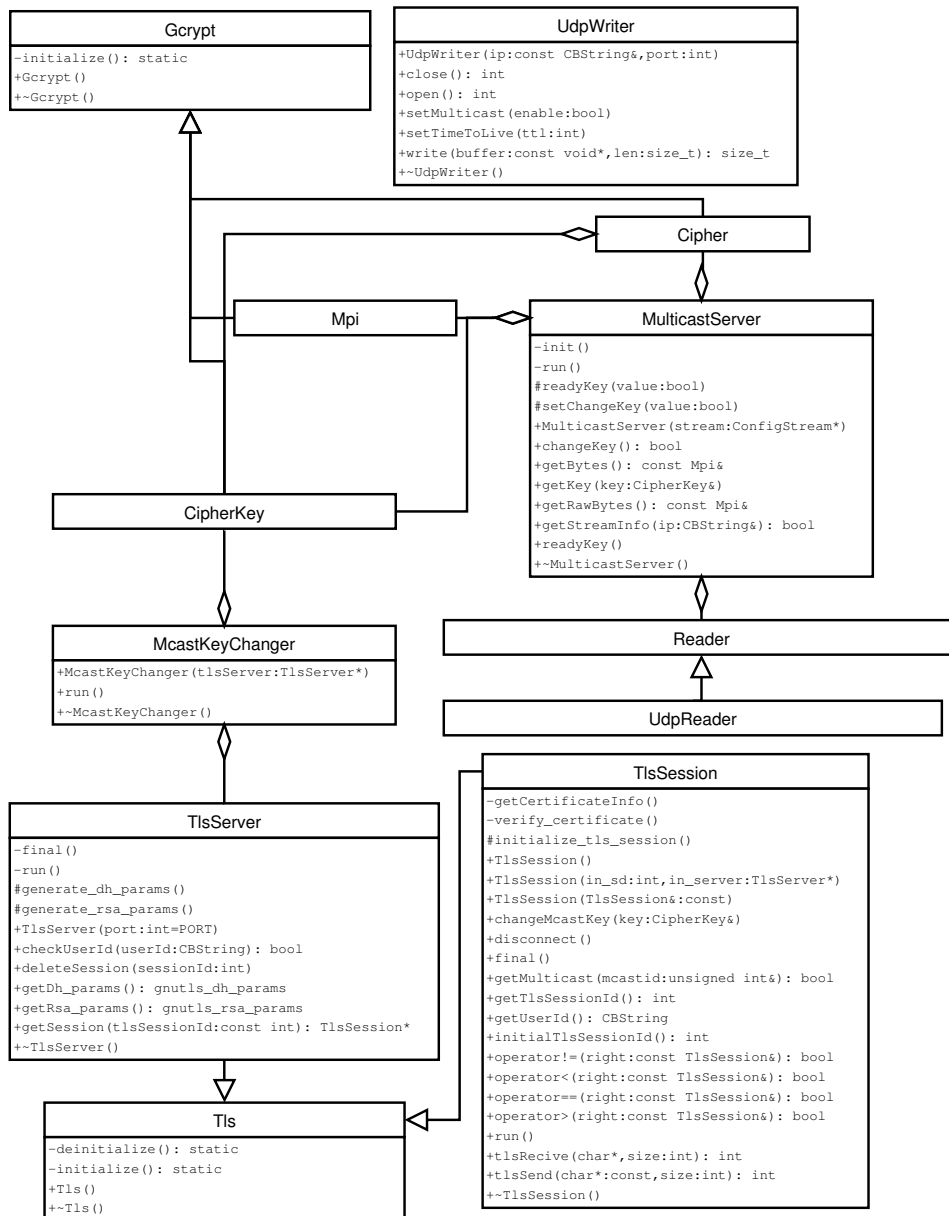 Gcrypt
-initialize(): static
+Gcrypt()
+~Gcrypt()
UdpWriter
+UdpWriter(ip:const CBString&,port:int)
+close(): int
+open(): int
+setMulticast(enable:bool)
+setTimeToLive(ttl:int)
+write(buffer:const void*,len:size_t): size_t
+~UdpWriter()
Cipher
Mpi
MulticastServer
-init()
-run()
#readyKey(value:bool)
#setChangeKey(value:bool)
+MulticastServer(stream:ConfigStream*)
+changeKey(): bool
+getBytes(): const Mpi&
+getKey(key:CipherKey&)
+getRawBytes(): const Mpi&
+getStreamInfo(ip:CBString&): bool
+readyKey()
+~MulticastServer()
CipherKey
McastKeyChanger
+McastKeyChanger(tlsServer:TlsServer*)
+run()
+~McastKeyChanger()
Reader
UdpReader
TlsServer
-final()
-run()
#generate_dh_params()
#generate_rsa_params()
+TlsServer(port:int=PORT)
+checkUserId(userId:CBString): bool
+deleteSession(sessionId:int)
+getDh_params(): gnutls_dh_params
+getRsa_params(): gnutls_rsa_params
+getSession(tlsSessionId:const int): TlsSession*
+~TlsServer()
TlsSession
-getCertificateInfo()
-verify_certificate()
#initialize_tls_session()
+TlsSession()
+TlsSession(in_sd:int,in_server:TlsServer*)
+TlsSession(TlsSession&:const)
+changeMcastKey(key:CipherKey&)
+disconnect()
+final()
+getMulticast(mcastid:unsigned int&): bool
+getTlsSessionId(): int
+getUserId(): CBString
+initialTlsSessionId(): int
+operator!=(right:const TlsSession&): bool
+operator<(right:const TlsSession&): bool
+operator==(right:const TlsSession&): bool
+operator>(right:const TlsSession&): bool
+run()
+tlsRecive(char*,size:int): int
+tlsSend(char*:const,size:int): int
+~TlsSession()
Tls
-deinitialize(): static
-initialize(): static
+Tls()
+~Tls()